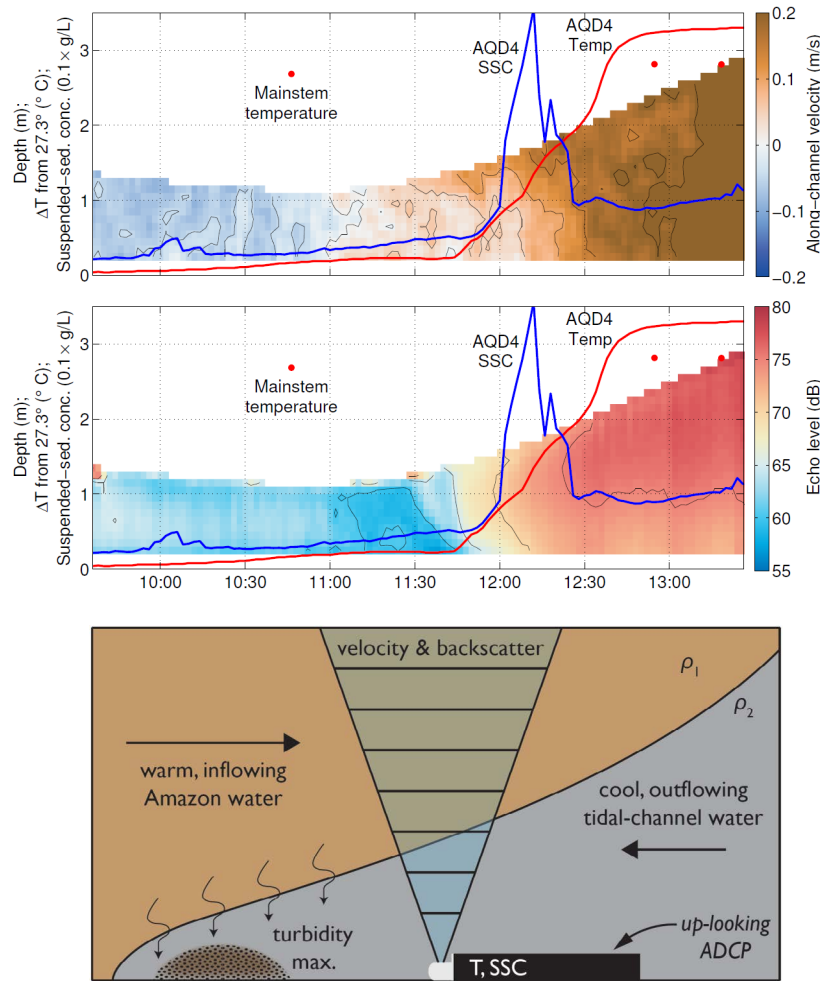 Depth (m);
ΔT from 27.3° (° C);
Suspended–sed. conc. (0.1× g/L)
3
2
1
0
Mainstem
temperature
AQD4
SSC
AQD4
Temp
0.2
0.1
0
−0.1
−0.2
Along–channel velocity (m/s)
Depth (m);
ΔT from 27.3° (° C);
Suspended–sed. conc. (0.1× g/L)
3
2
1
0
Mainstem
temperature
AQD4
SSC
AQD4
Temp
80
75
70
65
60
55
Echo level (dB)
10:00 10:30 11:00 11:30 12:00 12:30 13:00
velocity & backscatter
ρ1
ρ2
warm, inflowing
Amazon water
cool, outflowing
tidal-channel water
turbidity
max.
up-looking
ADCP
T, SSC